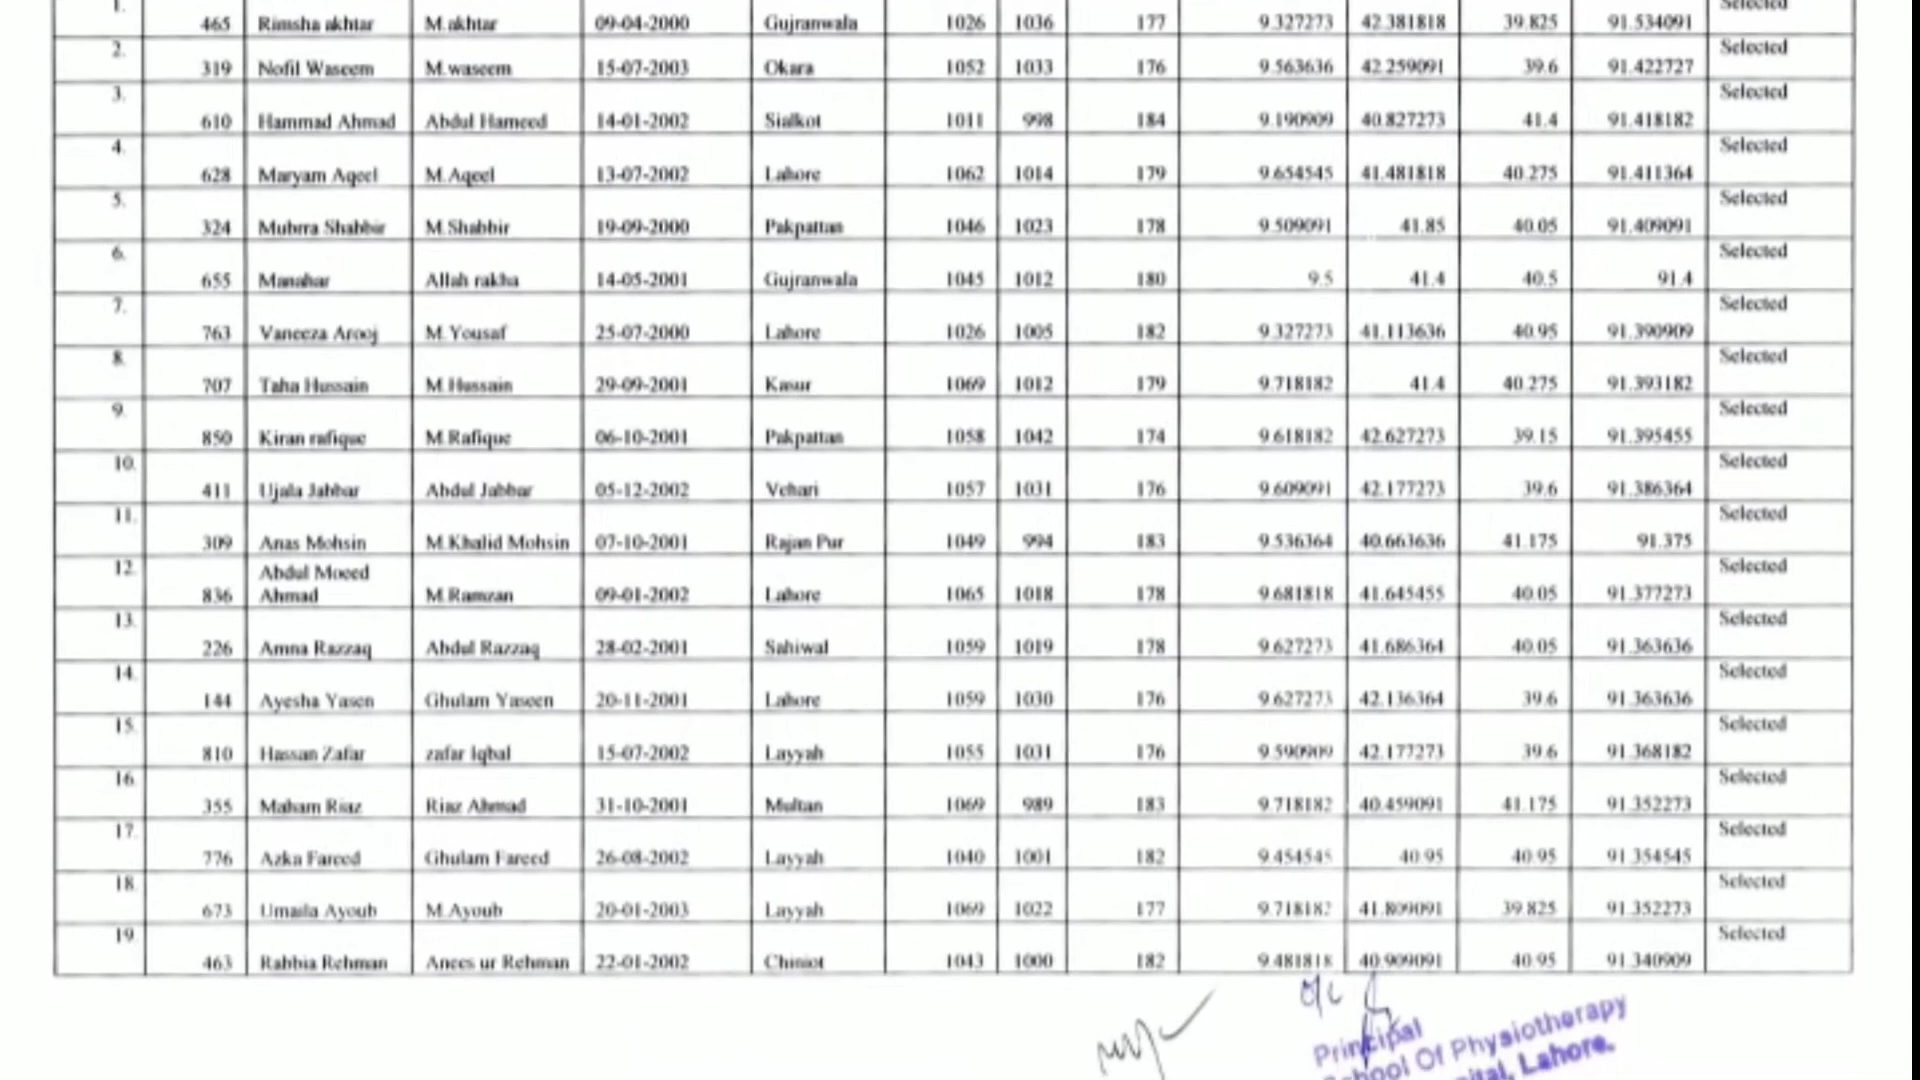 1. 465 Rimsha akhtar M.akhtar 09-04-2000 Gujranwala 1026 1036 177 9.327273 42.381818 39.825 91.534091 Selected
2. 319 Nofil Waseem M.waseem 15-07-2003 Okara 1052 1033 176 9.563636 42.259091 39.6 91.422727 Selected
3. 610 Hammad Ahmad Abdul Hameed 14-01-2002 Sialkot 1011 998 184 9.190909 40.827273 41.4 91.418182 Selected
4. 628 Maryam Aqeel M.Aqeel 13-07-2002 Lahore 1062 1014 179 9.654545 41.481818 40.275 91.411364 Selected
5. 324 Muhrra Shabbir M.Shabbir 19-09-2000 Pakpattan 1046 1023 178 9.509091 41.85 40.05 91.409091 Selected
6. 655 Manahar Allah rakha 14-05-2001 Gujranwala 1045 1012 180 9.5 41.4 40.5 91.4 Selected
7. 763 Vaneeza Arooj M.Yousaf 25-07-2000 Lahore 1026 1005 182 9.327273 41.113636 40.95 91.390909 Selected
8. 707 Taha Hussain M.Hussain 29-09-2001 Kasur 1069 1012 179 9.718182 41.4 40.275 91.393182 Selected
9. 850 Kiran rafique M.Rafique 06-10-2001 Pakpattan 1058 1042 174 9.618182 42.627273 39.15 91.395455 Selected
10. 411 Ujala Jabbar Abdul Jabbar 05-12-2002 Vehari 1057 1031 176 9.609091 42.177273 39.6 91.386364 Selected
11. 309 Anas Mohsin M.Khalid Mohsin 07-10-2001 Rajan Pur 1049 994 183 9.536364 40.663636 41.175 91.375 Selected
12. 836 Abdul Moeed Ahmad M.Ramzan 09-01-2002 Lahore 1065 1018 178 9.681818 41.645455 40.05 91.377273 Selected
13. 226 Amna Razzaq Abdul Razzaq 28-02-2001 Sahiwal 1059 1019 178 9.627273 41.686364 40.05 91.363636 Selected
14. 144 Ayesha Yasen Ghulam Yaseen 20-11-2001 Lahore 1059 1030 176 9.627273 42.136364 39.6 91.363636 Selected
15. 810 Hassan Zafar zafar Iqbal 15-07-2002 Layyah 1055 1031 176 9.590909 42.177273 39.6 91.368182 Selected
16. 355 Maham Riaz Riaz Ahmad 31-10-2001 Multan 1069 989 183 9.718182 40.459091 41.175 91.352273 Selected
17. 776 Azka Fareed Ghulam Fareed 26-08-2002 Layyah 1040 1001 182 9.454545 40.95 40.95 91.354545 Selected
18. 673 Umaila Ayoub M.Ayoub 20-01-2003 Layyah 1069 1022 177 9.718182 41.809091 39.825 91.352273 Selected
19. 463 Rabbia Rehman Anees ur Rehman 22-01-2002 Chiniot 1043 1000 182 9.481818 40.909091 40.95 91.340909 Selected
Principal
School Of Physiotherapy
Lahore.